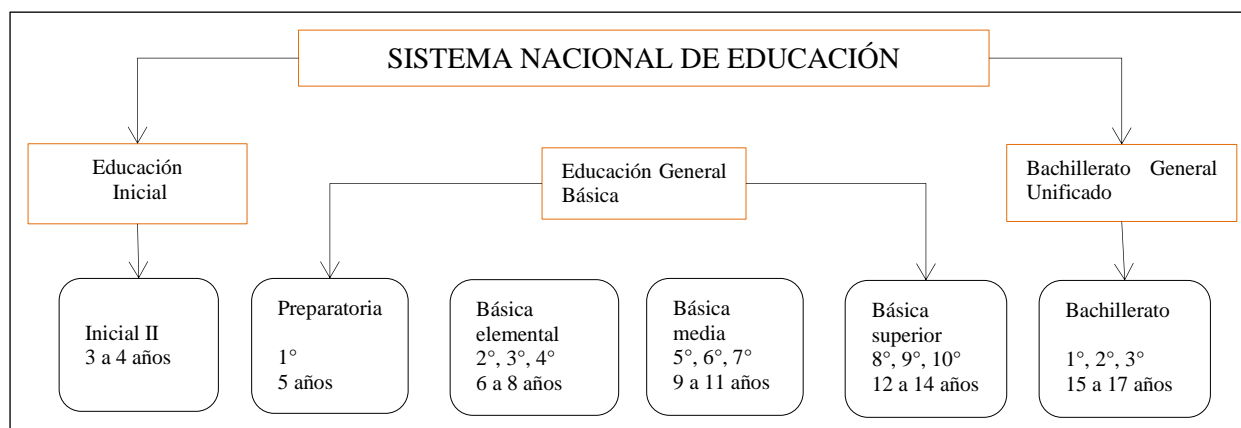 SISTEMA NACIONAL DE EDUCACIÓN
Educación
Inicial
Educación General
Básica
Bachillerato General
Unificado
Inicial II
3 a 4 años
Preparatoria
1°
5 años
Básica
elemental
2°, 3°, 4°
6 a 8 años
Básica
media
5°, 6°, 7°
9 a 11 años
Básica
superior
8°, 9°, 10°
12 a 14 años
Bachillerato
1°, 2°, 3°
15 a 17 años